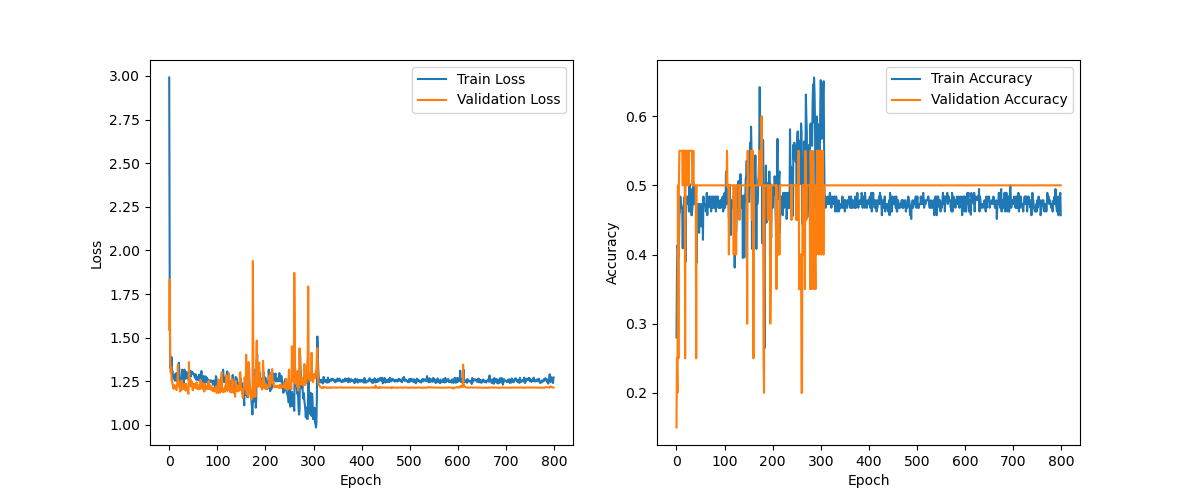 3.00
2.75
2.50
2.25
2.00
1.75
1.50
1.25
1.00
Loss
0 100 200 300 400 500 600 700 800
Epoch
Train Loss
Validation Loss
0.6
0.5
0.4
0.3
0.2
Accuracy
0 100 200 300 400 500 600 700 800
Epoch
Train Accuracy
Validation Accuracy